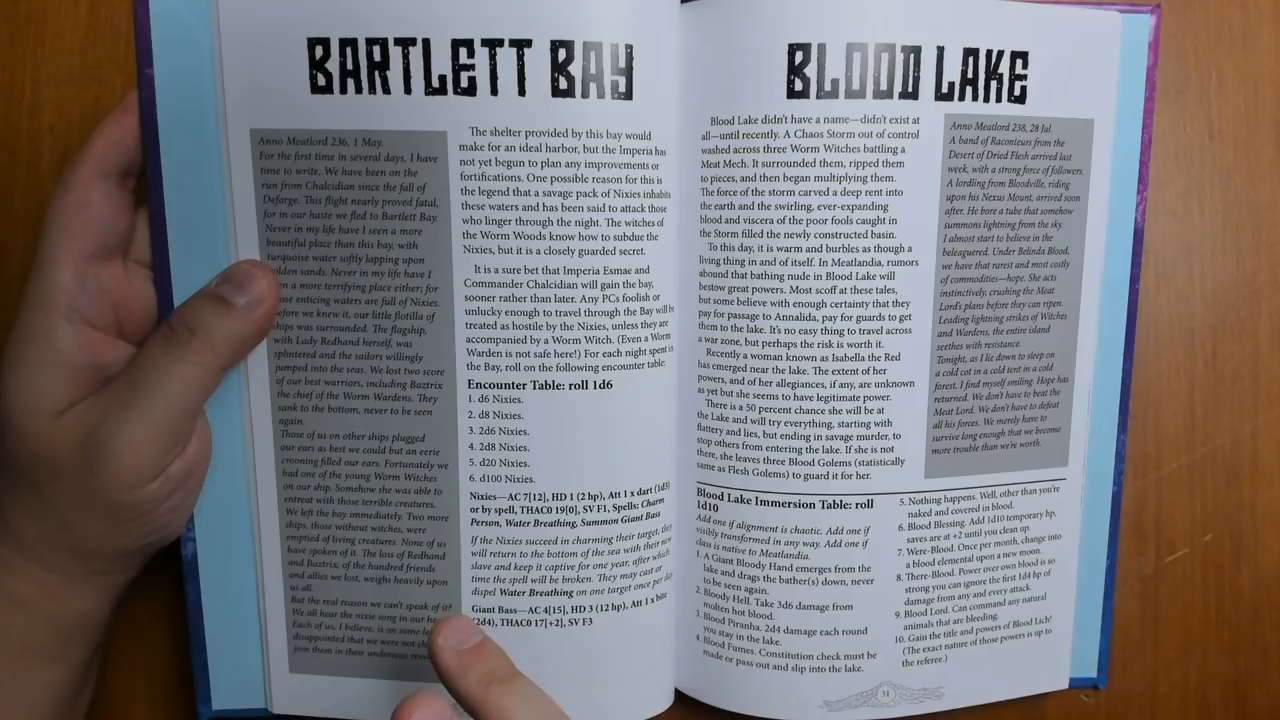 BARTLETT BAY
Anno Meatlord 236, 1 May.
For the first time in several days, I have
time to write. We have been on the
run from Chalcidian since the fall of
Defarge. This flight nearly proved fatal,
for in our haste we fled to Bartlett Bay.
Never in my life have I seen a more
beautiful place than this bay, with
turquoise water softly lapping upon
golden sands. Never in my life have I
a more terrifying place either; for
enticing waters are full of Nixies.
before we knew it, our little flotilla of
ships was surrounded. The flagship,
with Lady Redhand herself, was
splintered and the sailors willingly
jumped into the seas. We lost two score
of our best warriors, including Baztrix
the chief of the Worm Wardens. They
sank to the bottom, never to be seen
again.
Those of us on other ships plugged
our ears as best we could but an eerie
crooning filled our ears. Fortunately we
had one of the young Worm Witches
on our ship. Somehow she was able to
entreat with those terrible creatures.
We left the bay immediately. Two more
ships, those without witches, were
emptied of living creatures. None of us
have spoken of it. The loss of Redhand
and Baztrix, of the hundred friends
and allies we lost, weighs heavily upon
us all.
But the real reason we can't speak of it?
We all hear the nixie song in our
Each of us, I believe, is on some
disappointed that we were not
join them in their undersea
The shelter provided by this bay would
make for an ideal harbor, but the Imperia has
not yet begun to plan any improvements or
fortifications. One possible reason for this is
the legend that a savage pack of Nixies inhabits
these waters and has been said to attack those
who linger through the night. The witches of
the Worm Woods know how to subdue the
Nixies, but it is a closely guarded secret.
It is a sure bet that Imperia Esmae and
Commander Chalcidian will gain the bay,
sooner rather than later. Any PCs foolish or
unlucky enough to travel through the Bay will be
treated as hostile by the Nixies, unless they are
accompanied by a Worm Witch. (Even a Worm
Warden is not safe here!) For each night spent in
the Bay, roll on the following encounter table:
Encounter Table: roll 1d6
1. d6 Nixies.
2. d8 Nixies.
3. 2d6 Nixies.
4. 2d8 Nixies.
5. d20 Nixies.
6. d100 Nixies.
Nixies—AC 7[12], HD 1 (2 hp), Att 1 x dart (1d3)
or by spell, THAC0 19[0], SV F1, Spells: Charm
Person, Water Breathing, Summon Giant Bass
If the Nixies succeed in charming their target, they
will return to the bottom of the sea with their new
slave and keep it captive for one year, after which
time the spell will be broken. They may cast or
dispel Water Breathing on one target once per day
Giant Bass—AC 4[15], HD 3 (12 hp), Att 1 x bite
(2d4), THAC0 17[+2], SV F3
BLOOD LAKE
Blood Lake didn't have a name—didn't exist at
all—until recently. A Chaos Storm out of control
washed across three Worm Witches battling a
Meat Mech. It surrounded them, ripped them
to pieces, and then began multiplying them.
The force of the storm carved a deep rent into
the earth and the swirling, ever-expanding
blood and viscera of the poor fools caught in
the Storm filled the newly constructed basin.
To this day, it is warm and burbles as though a
living thing in and of itself. In Meatlandia, rumors
abound that bathing nude in Blood Lake will
bestow great powers. Most scoff at these tales,
but some believe with enough certainty that they
pay for passage to Annalida, pay for guards to get
them to the lake. It's no easy thing to travel across
a war zone, but perhaps the risk is worth it.
Recently a woman known as Isabella the Red
has emerged near the lake. The extent of her
powers, and of her allegiances, if any, are unknown
as yet but she seems to have legitimate power.
There is a 50 percent chance she will be at
the Lake and will try everything, starting with
flattery and lies, but ending in savage murder, to
stop others from entering the lake. If she is not
there, she leaves three Blood Golems (statistically
same as Flesh Golems) to guard it for her.
Anno Meatlord 238, 28 Jul.
A band of Raconteurs from the
Desert of Dried Flesh arrived last
week, with a strong force of followers.
A lordling from Bloodville, riding
upon his Nexus Mount, arrived soon
after. He bore a tube that somehow
summons lightning from the sky.
I almost start to believe in the
beleaguered. Under Belinda Blood,
we have that rarest and most costly
of commodities—hope. She acts
instinctively, crushing the Meat
Lord's plans before they can ripen.
Leading lightning strikes of Witches
and Wardens, the entire island
seethes with resistance.
Tonight, as I lie down to sleep on
a cold cot in a cold tent in a cold
forest, I find myself smiling. Hope has
returned. We don't have to beat the
Meat Lord. We don't have to defeat
all his forces. We merely have to
survive long enough that we become
more trouble than we're worth.
Blood Lake Immersion Table: roll
1d10
Add one if alignment is chaotic. Add one if
visibly transformed in any way. Add one if
class is native to Meatlandia.
1. A Giant Bloody Hand emerges from the
lake and drags the bather(s) down, never
to be seen again.
2. Bloody Hell. Take 3d6 damage from
molten hot blood.
3. Blood Piranha. 2d4 damage each round
you stay in the lake.
4. Blood Fumes. Constitution check must be
made or pass out and slip into the lake.
5. Nothing happens. Well, other than you're
naked and covered in blood.
6. Blood Blessing. Add 1d10 temporary hp,
saves are at +2 until you clean up.
7. Were-Blood. Once per month, change into
a blood elemental upon a new moon.
8. There-Blood. Power over own blood is so
strong you can ignore the first 1d4 hp of
damage from any and every attack.
9. Blood Lord. Can command any natural
animals that are bleeding.
10. Gain the title and powers of Blood Lich!
(The exact nature of those powers is up to
the referee.)
31